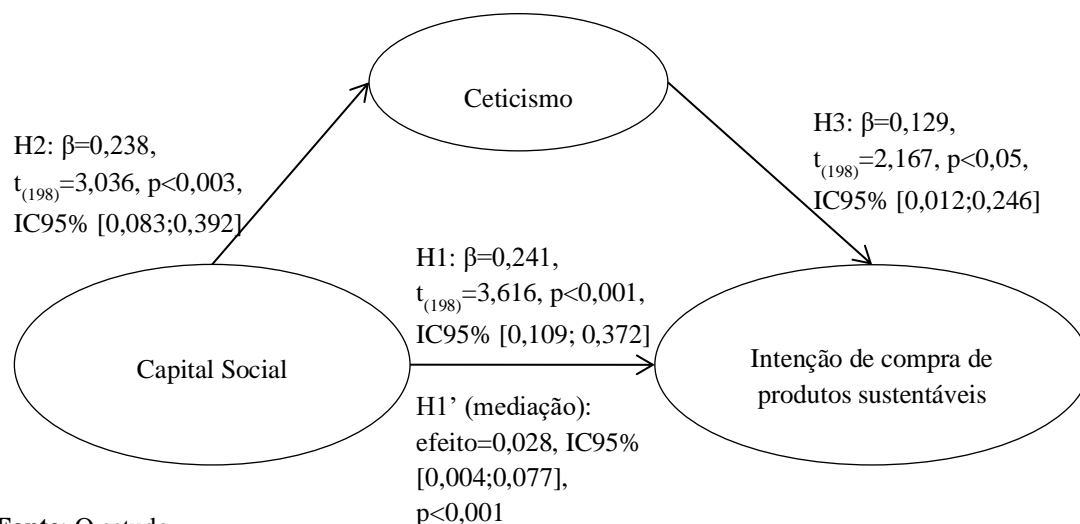 Ceticismo
H2: β=0,238,
t(198)=3,036, p<0,003,
IC95% [0,083;0,392]
H3: β=0,129,
t(198)=2,167, p<0,05,
IC95% [0,012;0,246]
H1: β=0,241,
t(198)=3,616, p<0,001,
IC95% [0,109; 0,372]
Capital Social
Intenção de compra de
produtos sustentáveis
H1’ (mediação):
efeito=0,028, IC95%
[0,004;0,077],
p<0,001